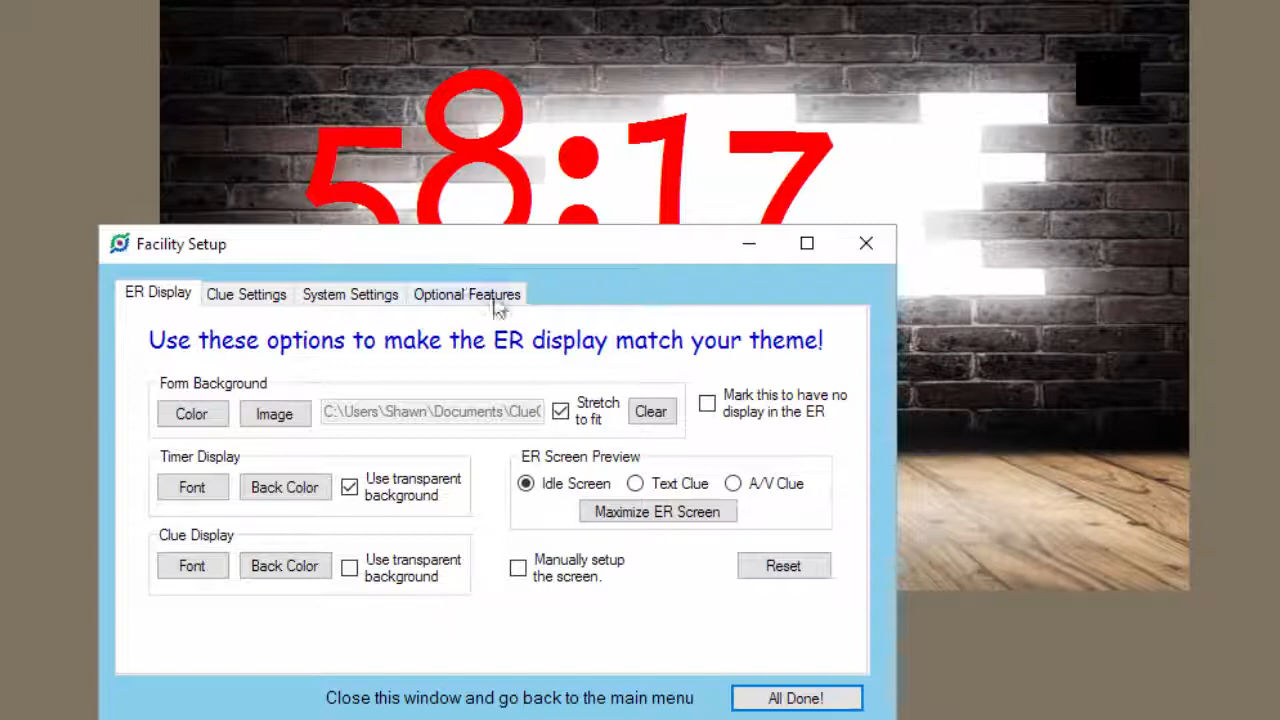 58:17
Facility Setup
ER Display
Clue Settings
System Settings
Optional Features
Use these options to make the ER display match your theme!
Form Background
Color
Image
C:\Users\Shawn\Documents\Clue
Stretch
to fit
Clear
Mark this to have no
display in the ER
Timer Display
Font
Back Color
Use transparent
background
ER Screen Preview
Idle Screen
Text Clue
A/V Clue
Maximize ER Screen
Clue Display
Font
Back Color
Use transparent
background
Manually setup
the screen.
Reset
Close this window and go back to the main menu
All Done!